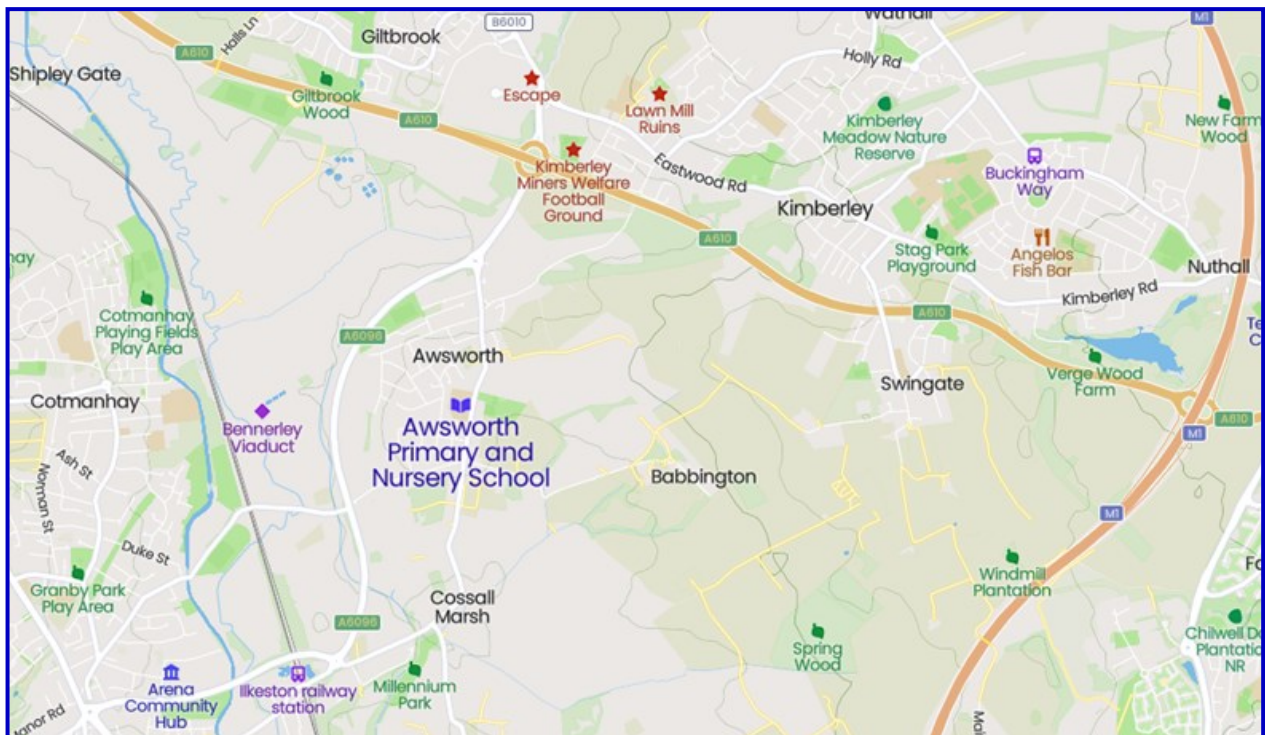 B6010
Wathall
M1
Halls Ln
Giltbrook
A610
Holly Rd
Shipley Gate
Escape
Giltbrook
Wood
Lawn Mill
Ruins
A610
Kimberley
Meadow Nature
Reserve
New Farm
Wood
Kimberley
Miners Welfare
Football
Ground
Eastwood Rd
Buckingham
Way
Kimberley
A610
Stag Park
Playground
Angelos
Fish Bar
Nuthall
Kimberley Rd
Cotmanhay
Playing Fields
Play Area
A6096
A610
Awsworth
Verge Wood
Farm
Swingate
Cotmanhay
A610
M1
Bennerley
Viaduct
Awsworth
Primary and
Nursery School
Ash St
Norman St
Babbington
M1
Duke St
Granby Park
Play Area
Windmill
Plantation
Cossall
Marsh
A6096
Spring
Wood
NR
Arena
Community
Hub
Ilkeston railway
station
Millennium
Park